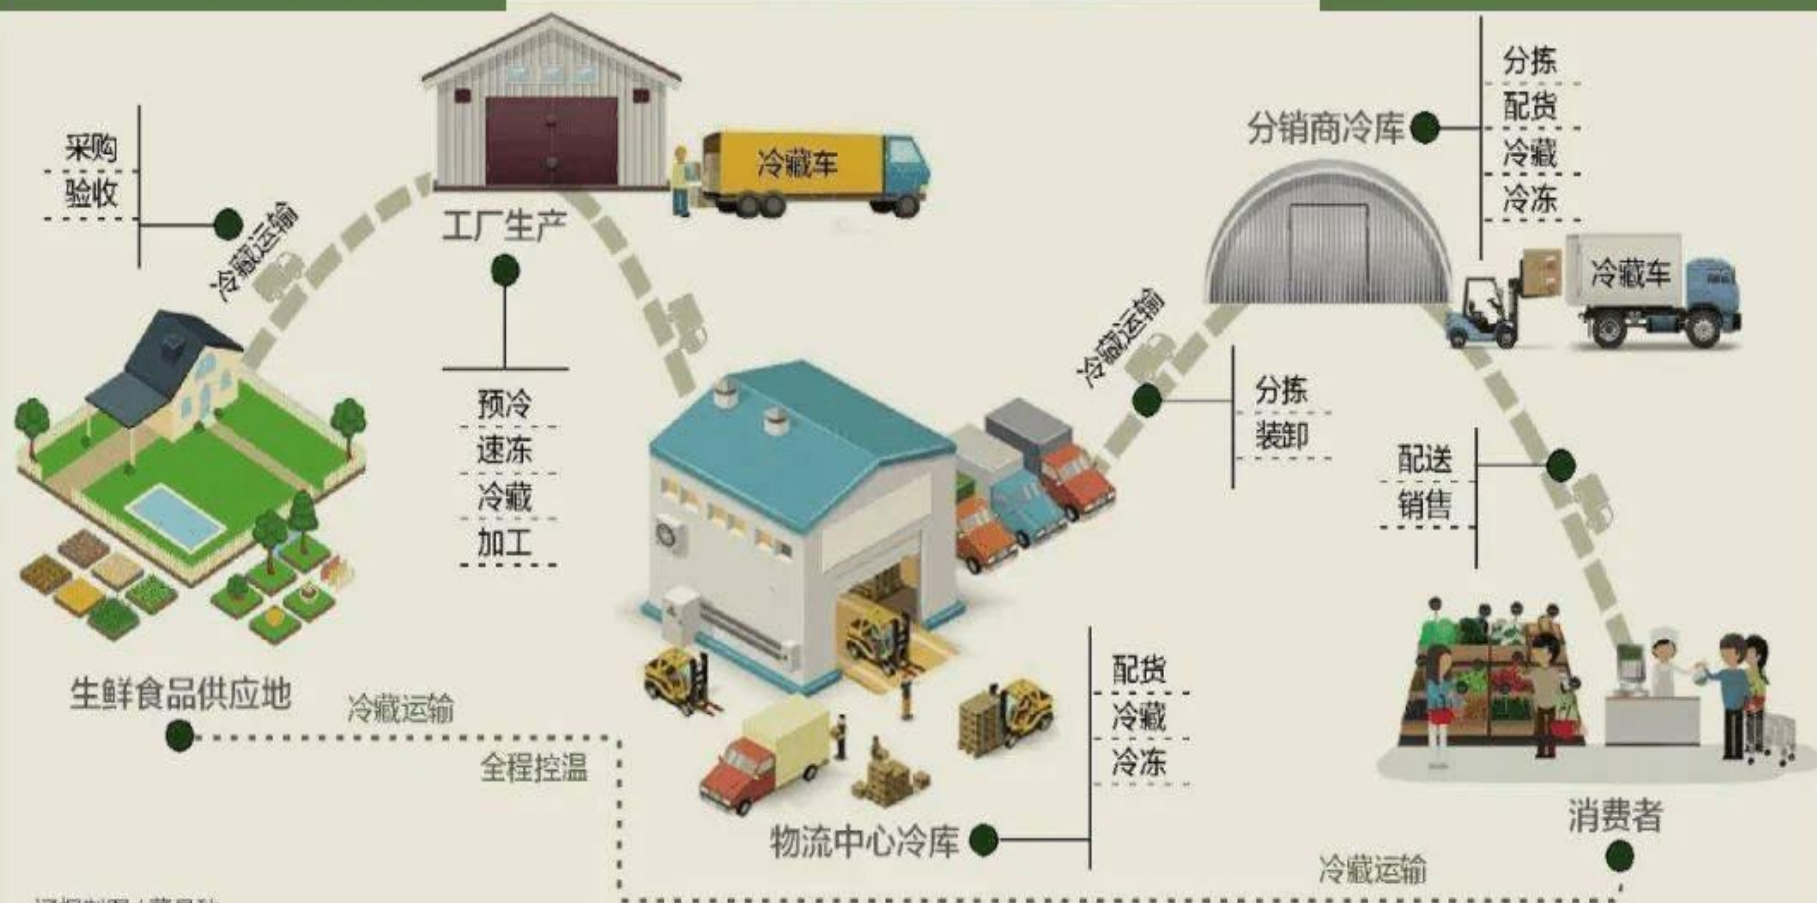 采购
验收
冷藏运输
工厂生产
冷藏车
预冷
速冻
冷藏
加工
生鲜食品供应地
冷藏运输
全程控温
物流中心冷库
配货
冷藏
冷冻
冷藏运输
分拣
装卸
分销商冷库
分拣
配货
冷藏
冷冻
冷藏车
配送
销售
消费者
冷藏运输